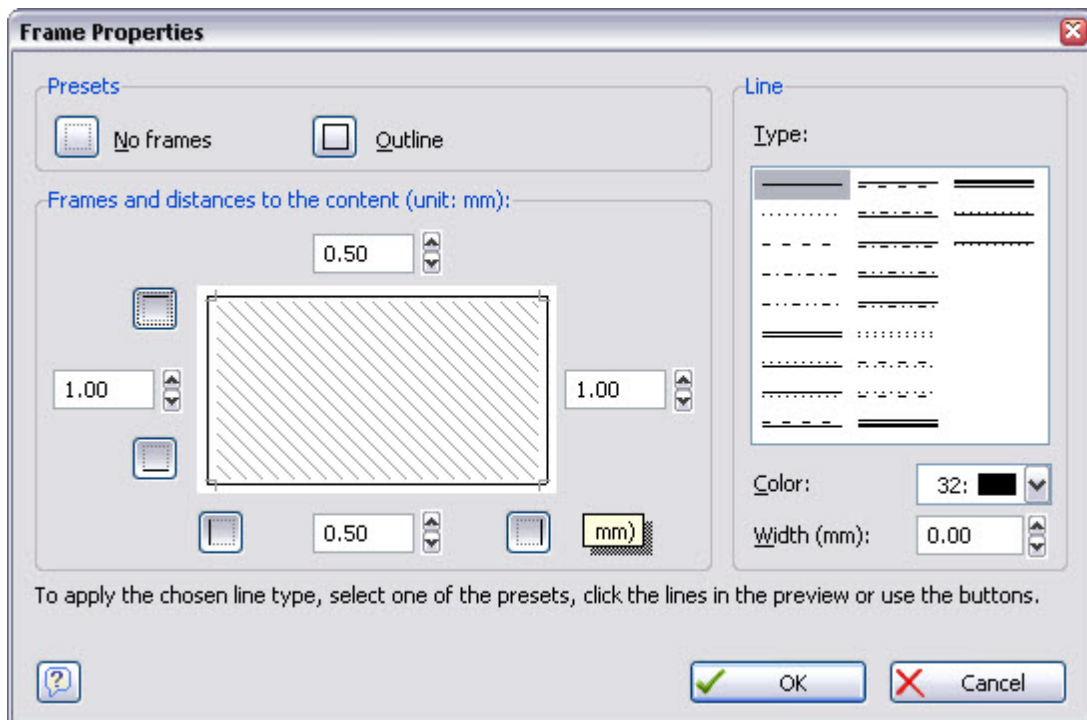 Frame Properties
Presets
No frames
Outline
Frames and distances to the content (unit: mm):
0.50
1.00
1.00
0.50
mm)
Line
Type:
Color:
32:
Width (mm):
0.00
To apply the chosen line type, select one of the presets, click the lines in the preview or use the buttons.
?
OK
Cancel